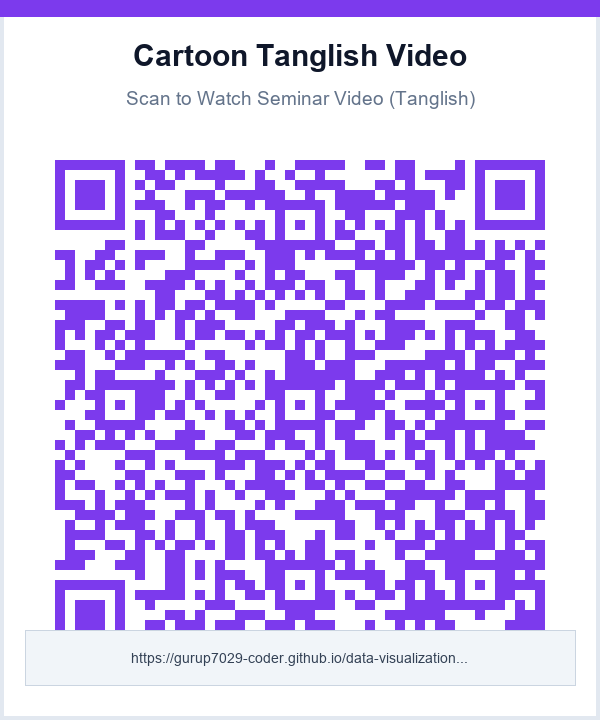 Cartoon Tanglish Video
Scan to Watch Seminar Video (Tanglish)
https://gurup7029-coder.github.io/data-visualization...